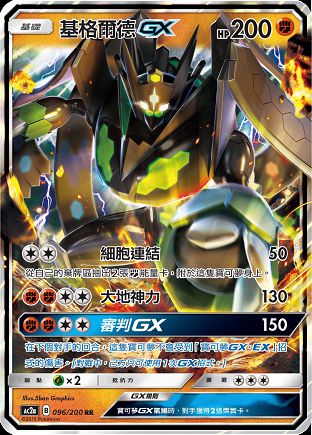 基礎 基格爾德GX HP200
細胞連結 50
從自己的棄牌區抽出2張 能量卡,附於這隻寶可夢身上。
大地神力 130
審判GX 150
在下個對手的回合,這隻寶可夢不會受到「寶可夢GX・EX」招
式的傷害。[對戰中,己方只可使用1次GX招式。]
弱點 ×2 抵抗力 撤退
Illus.5ban Graphics
GX規則
AC2a B 096/200 RR
©2019 Pokémon
寶可夢GX氣絕時,對手獲得2張獎賞卡。